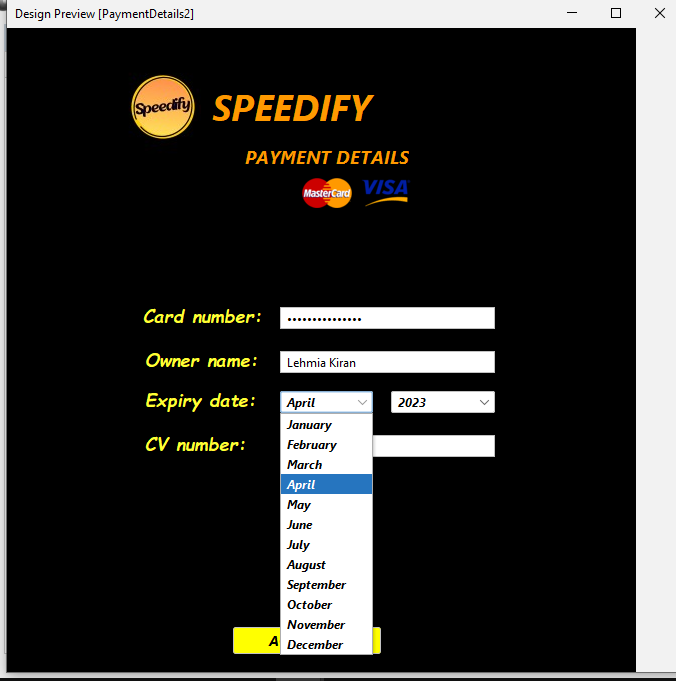 Design Preview [PaymentDetails2]
Speedify SPEEDIFY
PAYMENT DETAILS
MasterCard VISA
Card number: •••••••••••••••
Owner name: Lehmia Kiran
Expiry date: April 2023
CV number:
January
February
March
April
May
June
July
August
September
October
November
December